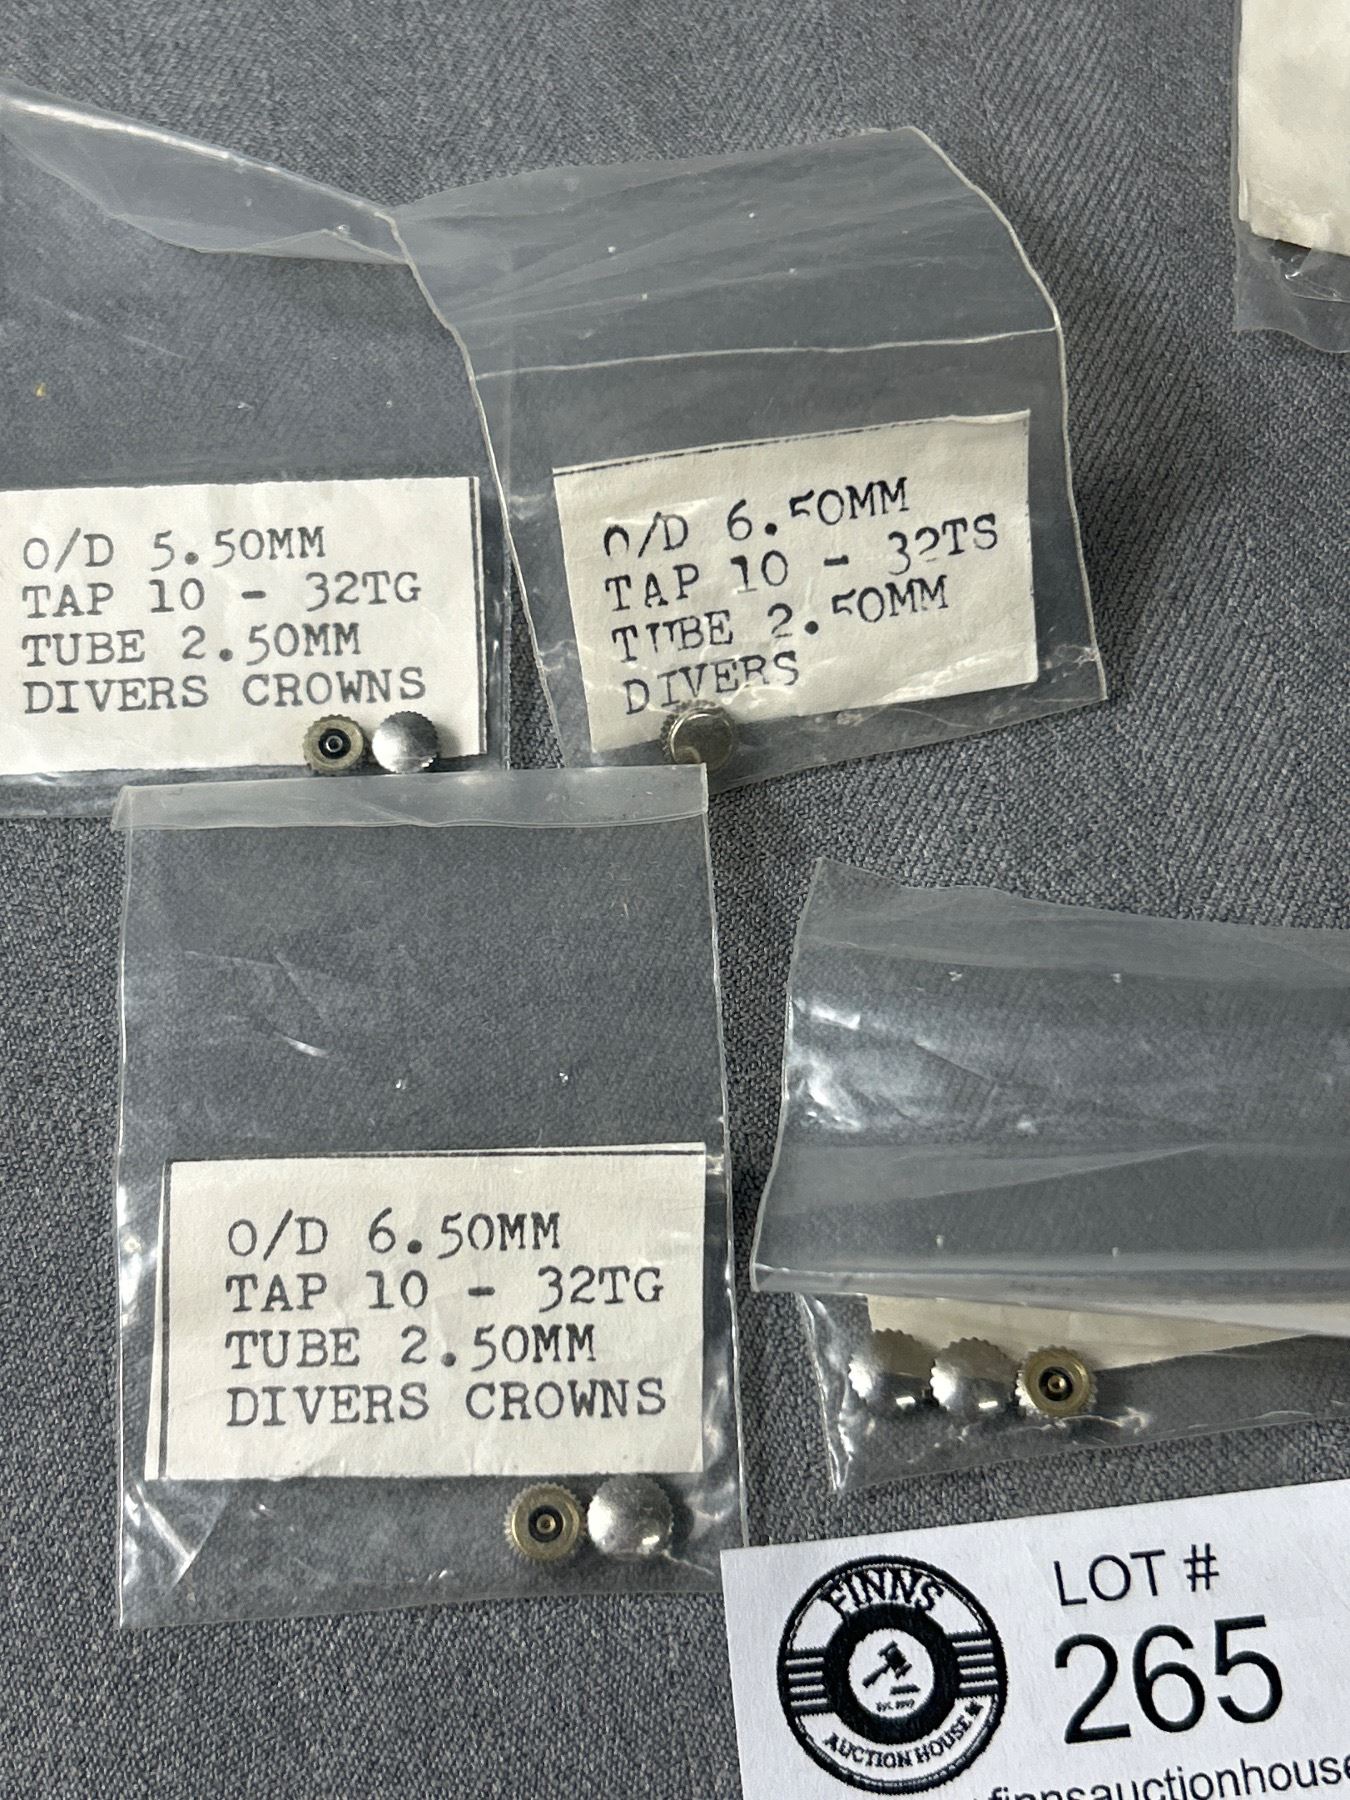 O/D 5.50MM
TAP 10 - 32TG
TUBE 2.50MM
DIVERS CROWNS
O/D 6.50MM
TAP 10 - 32TS
TUBE 2.50MM
DIVERS
O/D 6.50MM
TAP 10 - 32TG
TUBE 2.50MM
DIVERS CROWNS
FINNS
AUCTION HOUSE
LOT #
265
finnsauctionhouse